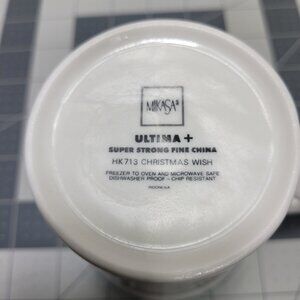 MIKASA®
ULTIMA +
SUPER STRONG FINE CHINA
HK713 CHRISTMAS WISH
FREEZER TO OVEN AND MICROWAVE SAFE
DISHWASHER PROOF - CHIP RESISTANT
INDONESIA